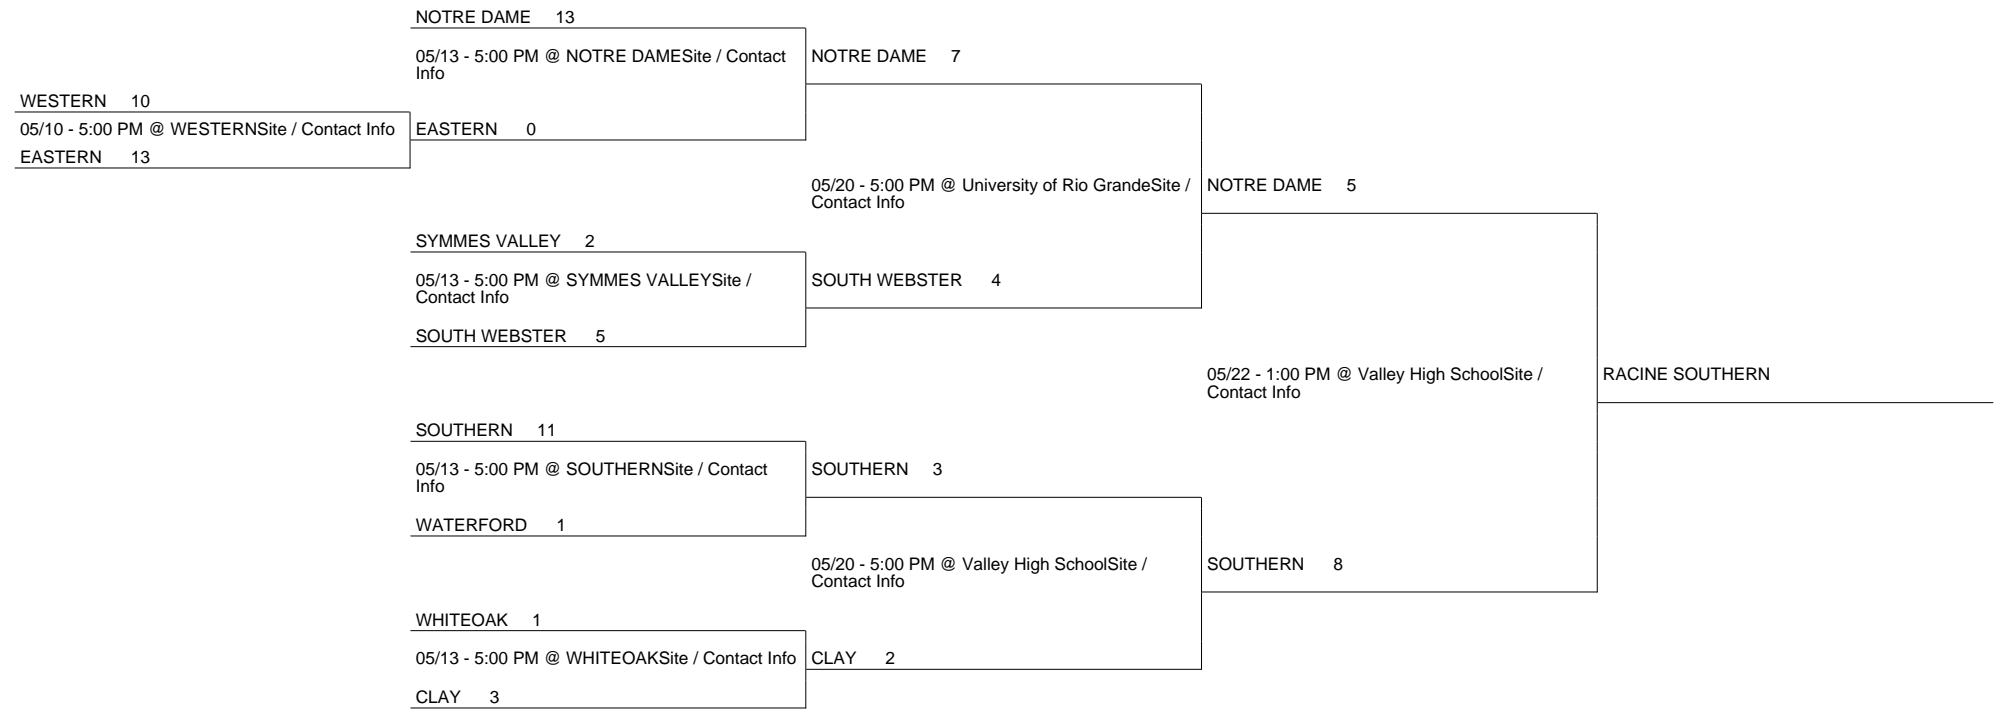 NOTRE DAME 13
05/13 - 5:00 PM @ NOTRE DAMESite / Contact
Info
NOTRE DAME 7
WESTERN 10
05/10 - 5:00 PM @ WESTERNSite / Contact Info
EASTERN 0
EASTERN 13
05/20 - 5:00 PM @ University of Rio GrandeSite /
Contact Info
NOTRE DAME 5
SYMMES VALLEY 2
05/13 - 5:00 PM @ SYMMES VALLEYSite /
Contact Info
SOUTH WEBSTER 4
SOUTH WEBSTER 5
05/22 - 1:00 PM @ Valley High SchoolSite /
Contact Info
RACINE SOUTHERN
SOUTHERN 11
05/13 - 5:00 PM @ SOUTHERNSite / Contact
Info
SOUTHERN 3
WATERFORD 1
05/20 - 5:00 PM @ Valley High SchoolSite /
Contact Info
SOUTHERN 8
WHITEOAK 1
05/13 - 5:00 PM @ WHITEOAKSite / Contact Info
CLAY 2
CLAY 3